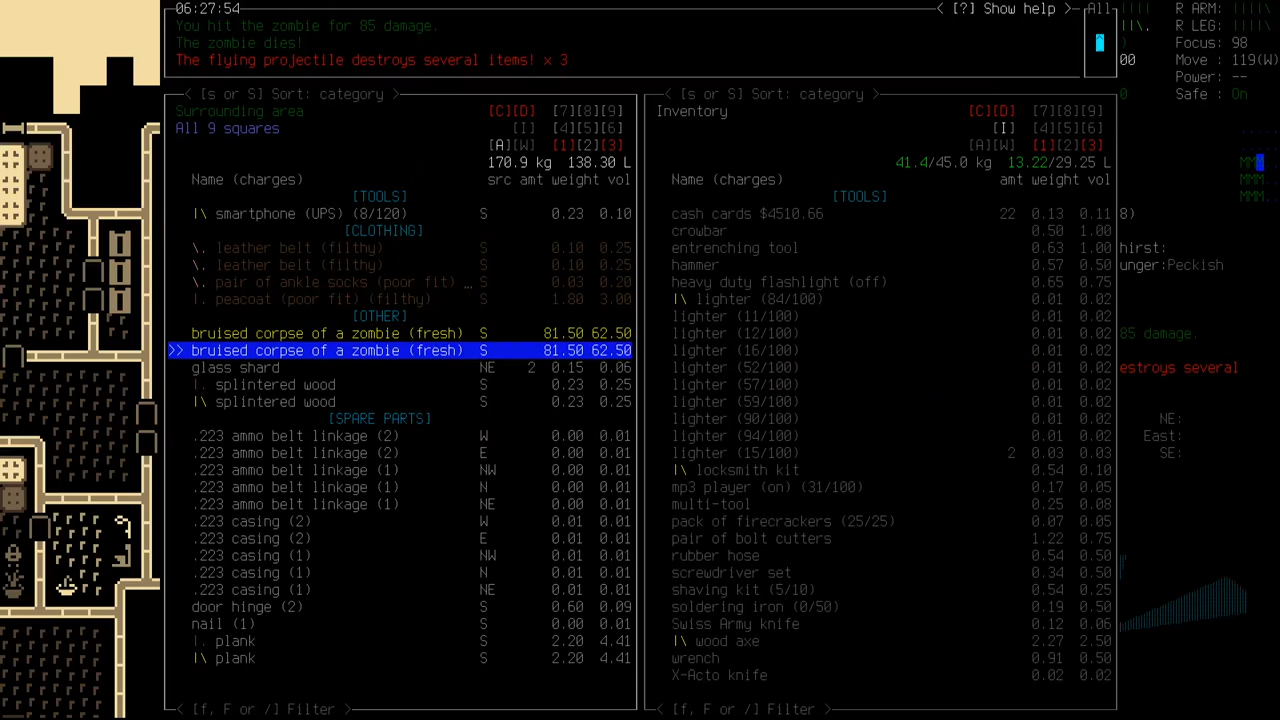 06:27:54 < [?] Show help > All R ARM:
You hit the zombie for 85 damage. R LEG:
The zombie dies! Focus: 98
The flying projectile destroys several items! × 3 00 Move : 119(W)
Power: --
0 Safe : On
< [s or S] Sort: category > < [s or S] Sort: category >
Surrounding area [C][D] [7][8][9] Inventory [C][D] [7][8][9]
All 9 squares [I] [4][5][6] [I] [4][5][6]
[A][W] [1][2][3] [A][W] [1][2][3]
170.9 kg 138.30 L 41.4/45.0 kg 13.22/29.25 L MMM
Name (charges) src amt weight vol Name (charges) amt weight vol MMM.
[TOOLS] [TOOLS] MMM.
|\ smartphone (UPS) (8/120) S 0.23 0.10 cash cards $4510.66 22 0.13 0.11 8)
[CLOTHING] crowbar 0.50 1.00
\. leather belt (filthy) S 0.10 0.25 entrenching tool 0.63 1.00 hirst:
\. leather belt (filthy) S 0.10 0.25 hammer 0.57 0.50 unger:Peckish
\. pair of ankle socks (poor fit) … S 0.03 0.20 heavy duty flashlight (off) 0.65 0.75
|. peacoat (poor fit) (filthy) S 1.80 3.00 |\ lighter (84/100) 0.01 0.02
[OTHER] lighter (11/100) 0.01 0.02
bruised corpse of a zombie (fresh) S 81.50 62.50 lighter (12/100) 0.01 0.02 85 damage.
>> bruised corpse of a zombie (fresh) S 81.50 62.50 lighter (16/100) 0.01 0.02
glass shard NE 2 0.15 0.06 lighter (52/100) 0.01 0.02 estroys several
|. splintered wood S 0.23 0.25 lighter (57/100) 0.01 0.02
|\ splintered wood S 0.23 0.25 lighter (59/100) 0.01 0.02
[SPARE PARTS] lighter (90/100) 0.01 0.02 NE:
.223 ammo belt linkage (2) W 0.00 0.01 lighter (94/100) 0.01 0.02 East:
.223 ammo belt linkage (2) E 0.00 0.01 lighter (15/100) 2 0.03 0.03 SE:
.223 ammo belt linkage (1) NW 0.00 0.01 |\ locksmith kit 0.54 0.10
.223 ammo belt linkage (1) N 0.00 0.01 mp3 player (on) (31/100) 0.17 0.05
.223 ammo belt linkage (1) NE 0.00 0.01 multi-tool 0.25 0.08
.223 casing (2) W 0.01 0.01 pack of firecrackers (25/25) 0.07 0.05
.223 casing (2) E 0.01 0.01 pair of bolt cutters 1.22 0.75
.223 casing (1) NW 0.01 0.01 rubber hose 0.54 0.50
.223 casing (1) N 0.01 0.01 screwdriver set 0.34 0.50
.223 casing (1) NE 0.01 0.01 shaving kit (5/10) 0.54 0.25
door hinge (2) S 0.60 0.09 soldering iron (0/50) 0.19 0.50
nail (1) S 0.00 0.01 Swiss Army knife 0.12 0.06
|. plank S 2.20 4.41 |\ wood axe 2.27 2.50
|\ plank S 2.20 4.41 wrench 0.91 0.50
X-Acto knife 0.02 0.02
< [f, F or /] Filter > < [f, F or /] Filter >